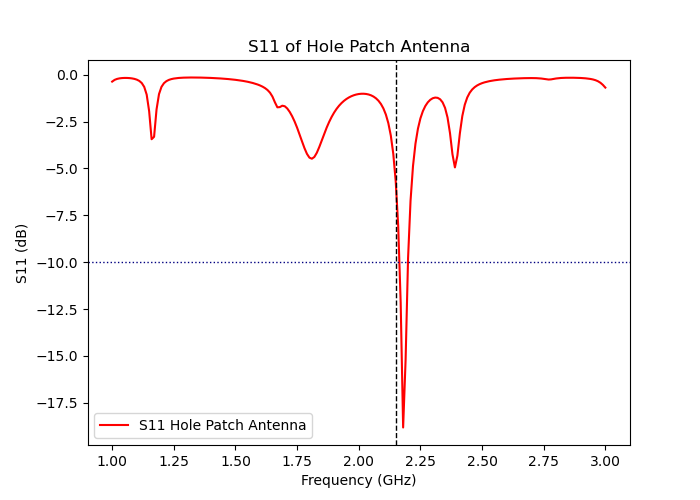 S11 of Hole Patch Antenna
S11 (dB)
0.0
−2.5
−5.0
−7.5
−10.0
−12.5
−15.0
−17.5
S11 Hole Patch Antenna
1.00 1.25 1.50 1.75 2.00 2.25 2.50 2.75 3.00
Frequency (GHz)